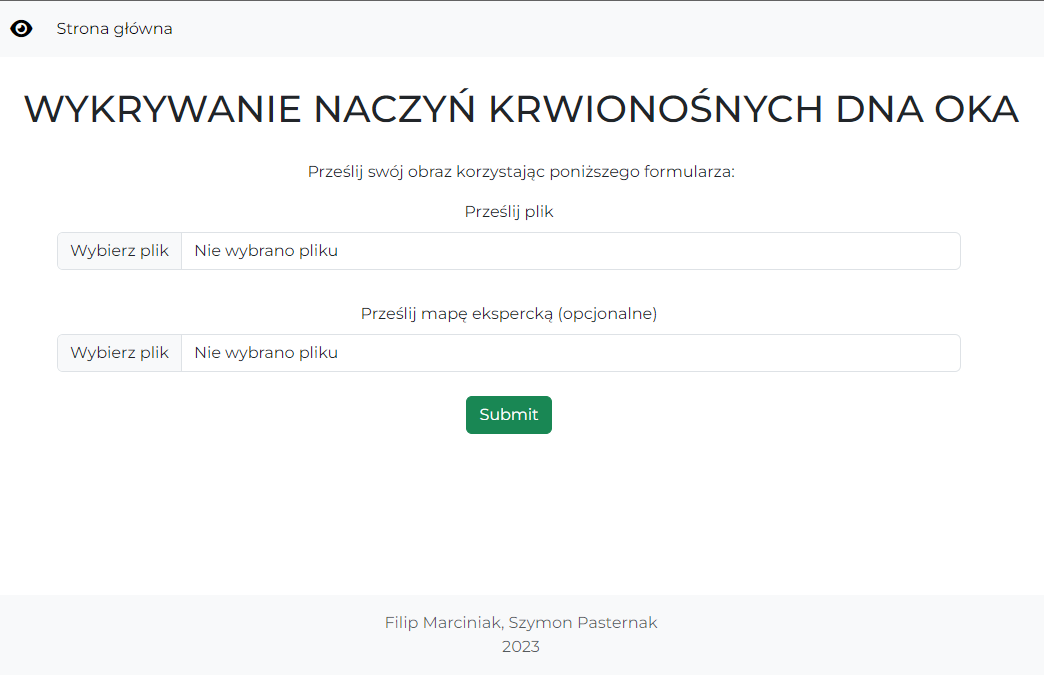 Strona główna
WYKRYWANIE NACZYŃ KRWIONOŚNYCH DNA OKA
Prześlij swój obraz korzystając poniższego formularza:
Prześlij plik
Wybierz plik Nie wybrano pliku
Prześlij mapę ekspercką (opcjonalne)
Wybierz plik Nie wybrano pliku
Submit
Filip Marciniak, Szymon Pasternak
2023